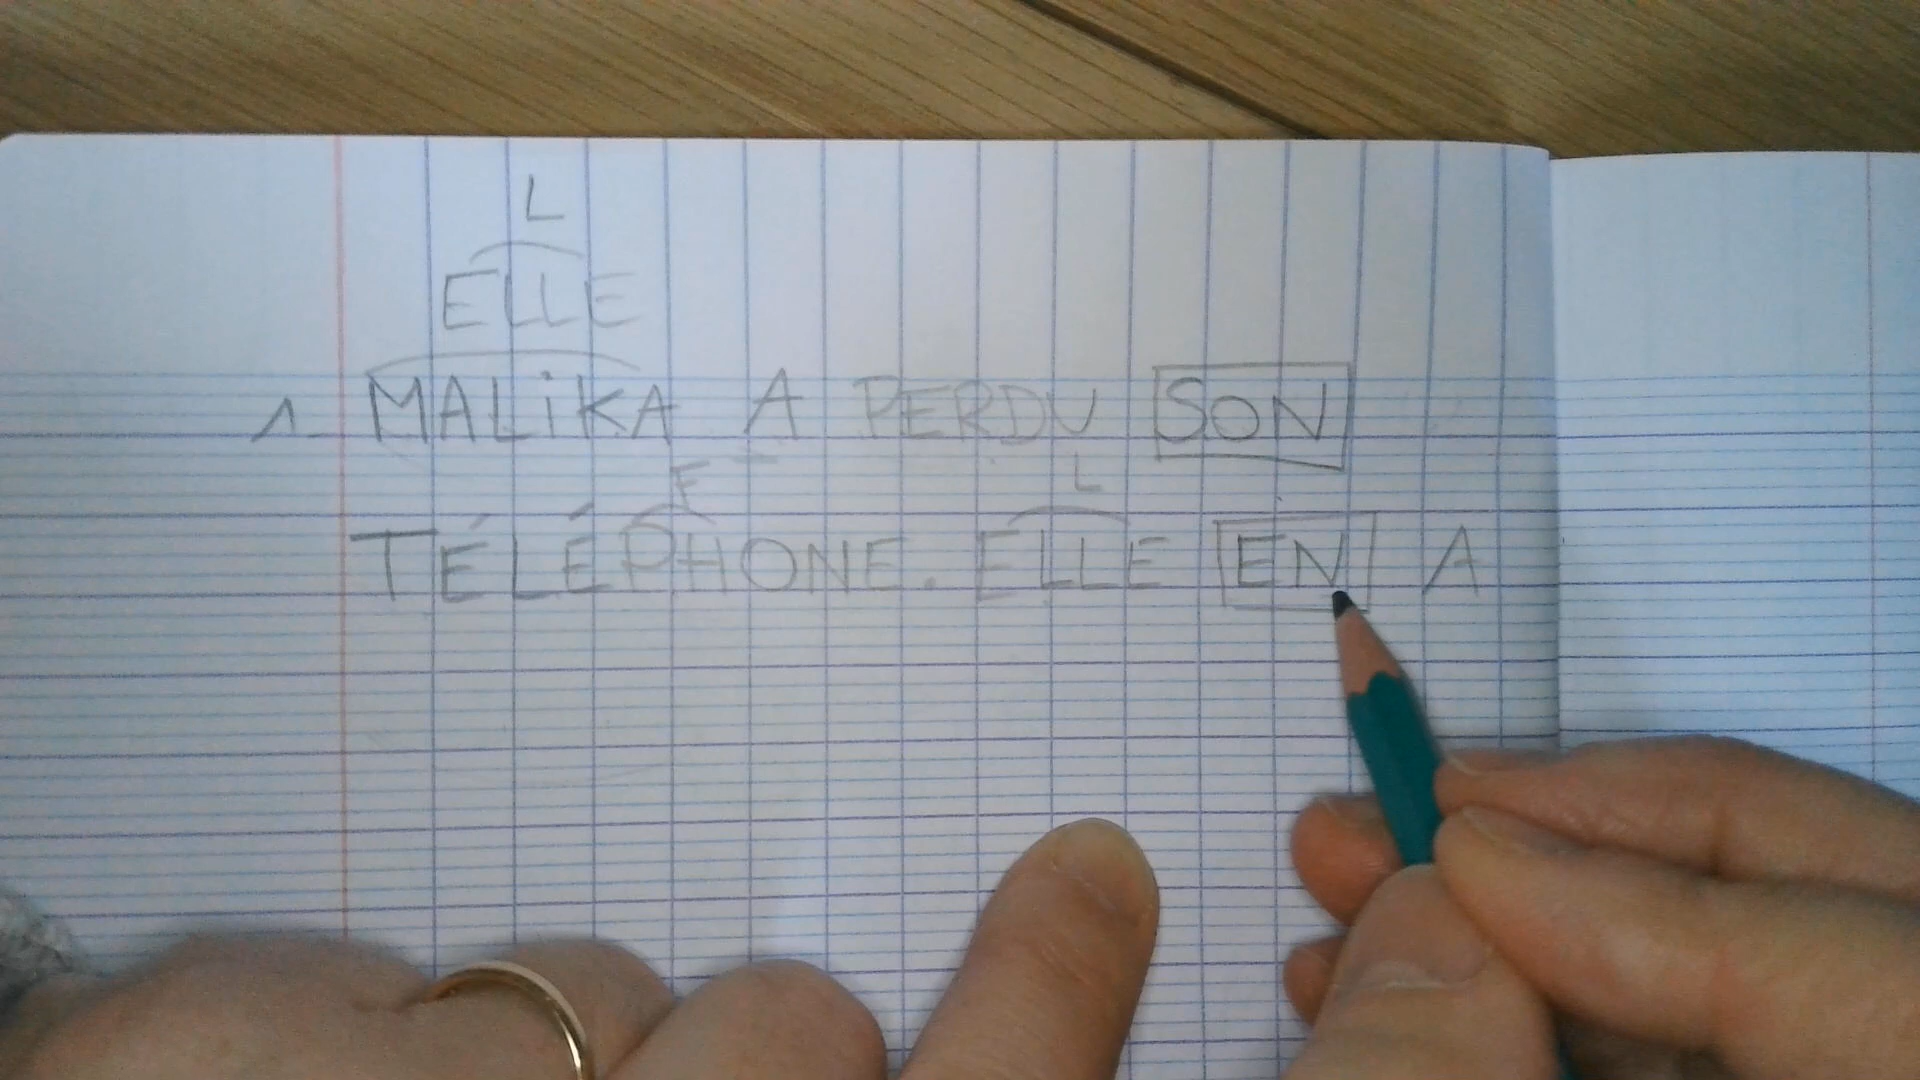 L
ELLE
1. MALiKA A PERDU SON
F L
TÉLÉPHONE. ELLE EN A